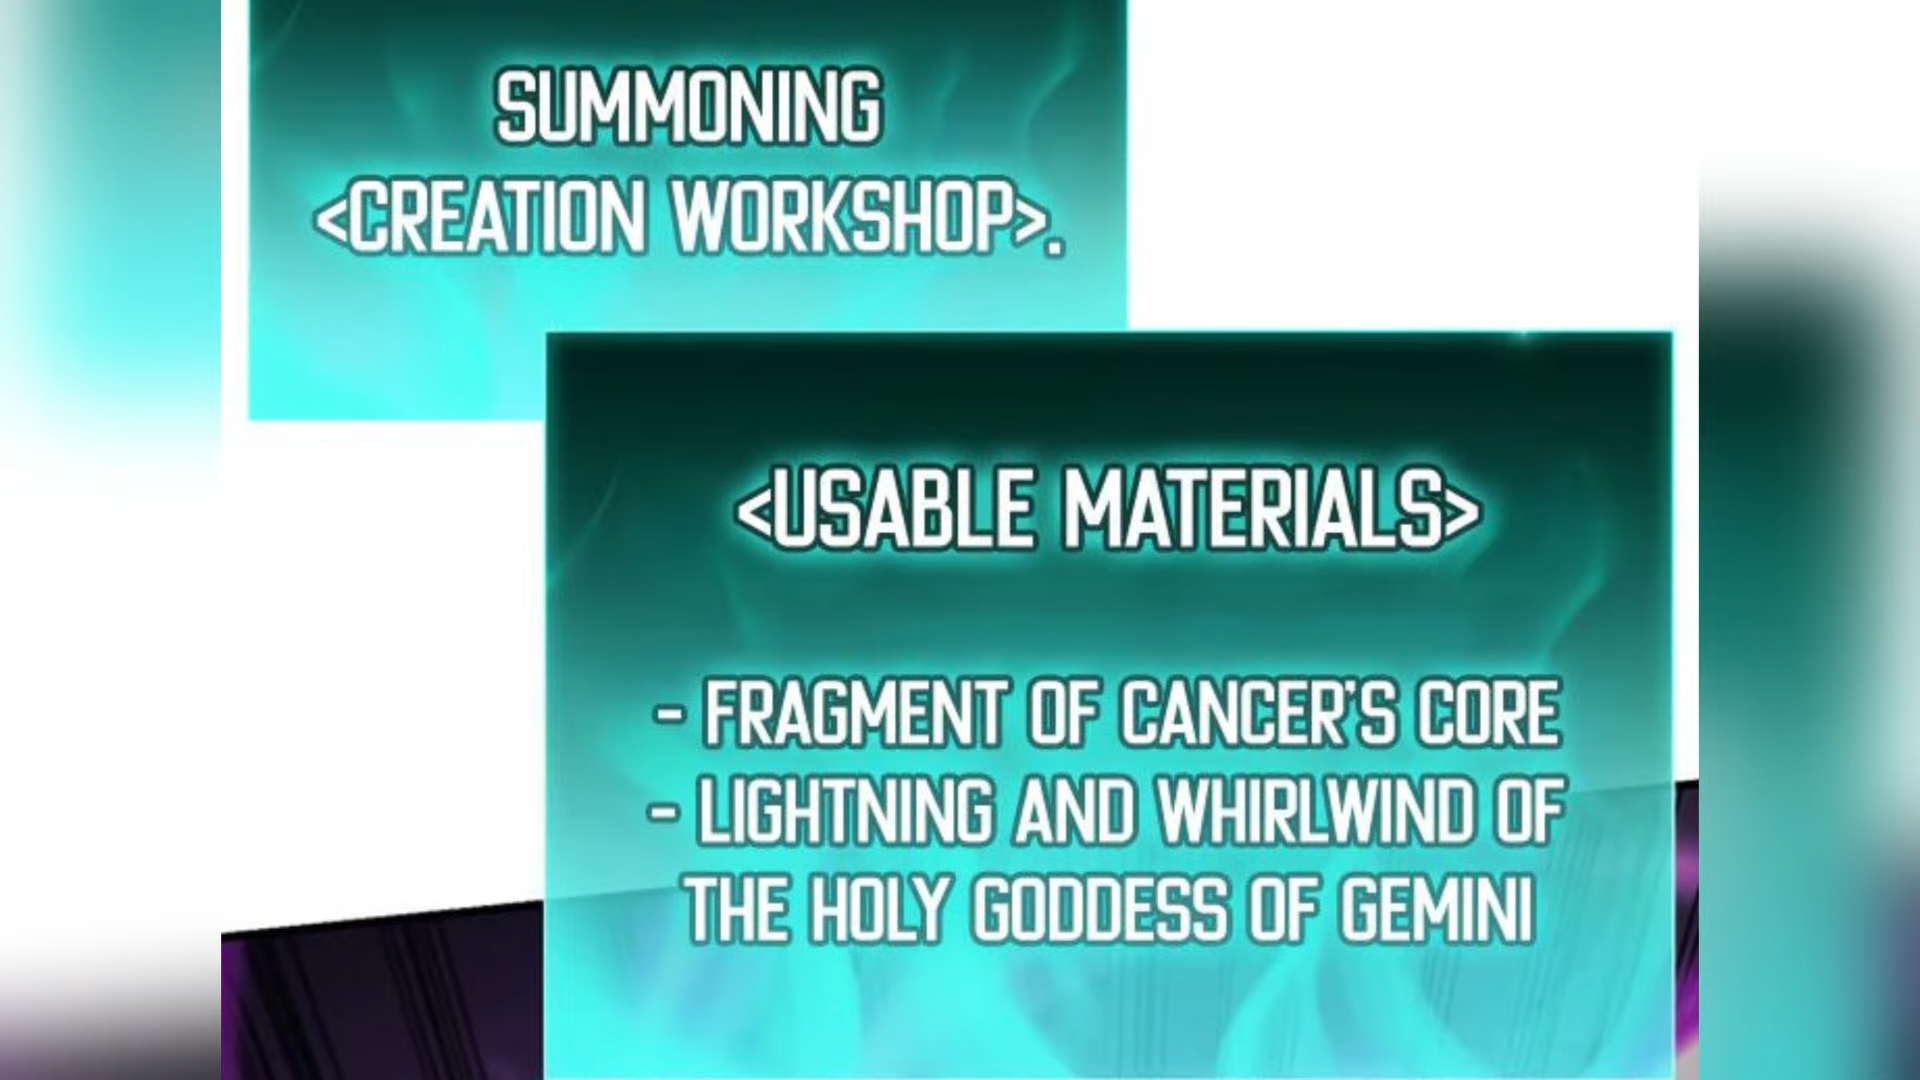 SUMMONING
<CREATION WORKSHOP>.
<USABLE MATERIALS>
- FRAGMENT OF CANCER'S CORE
- LIGHTNING AND WHIRLWIND OF
THE HOLY GODDESS OF GEMINI